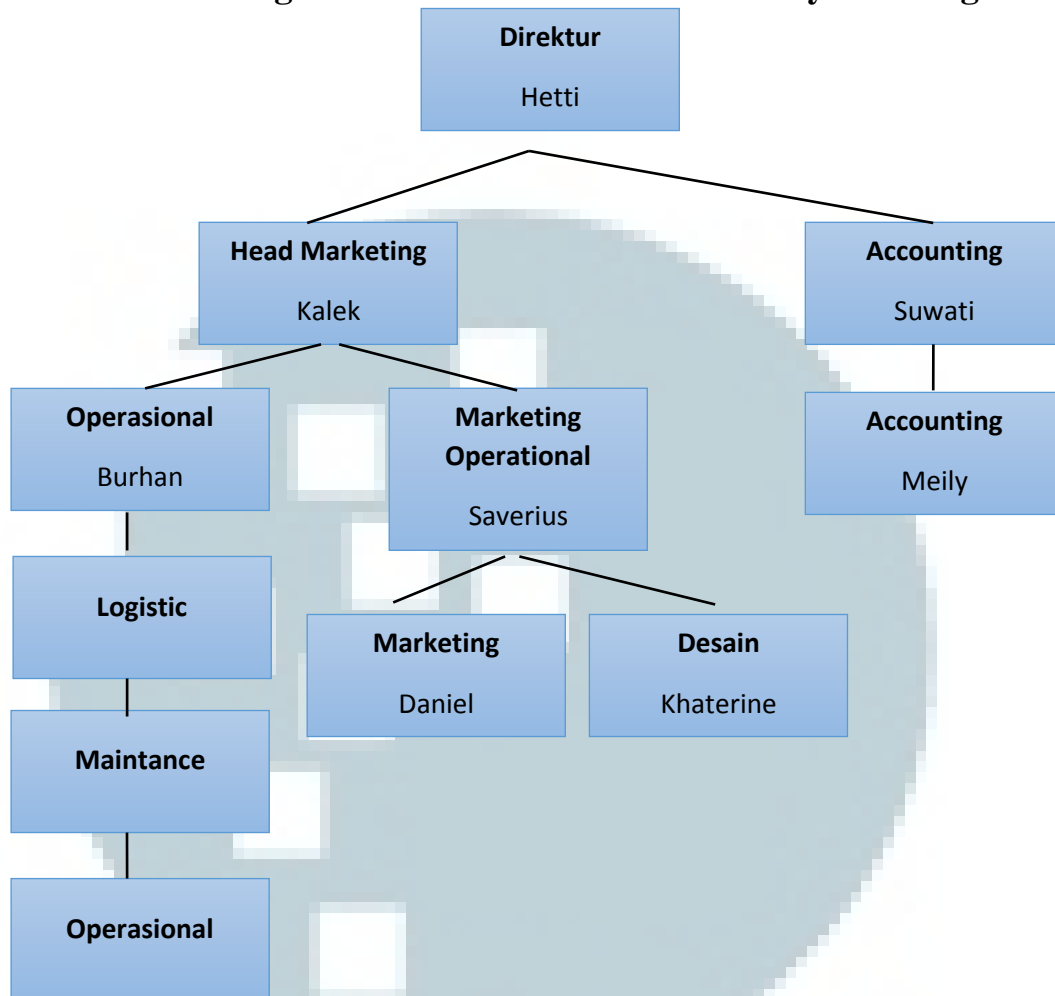 Direktur
Hetti
Head Marketing
Kalek
Accounting
Suwati
Operasional
Burhan
Marketing
Operational
Saverius
Accounting
Meily
Logistic
Marketing
Daniel
Desain
Khaterine
Maintance
Operasional